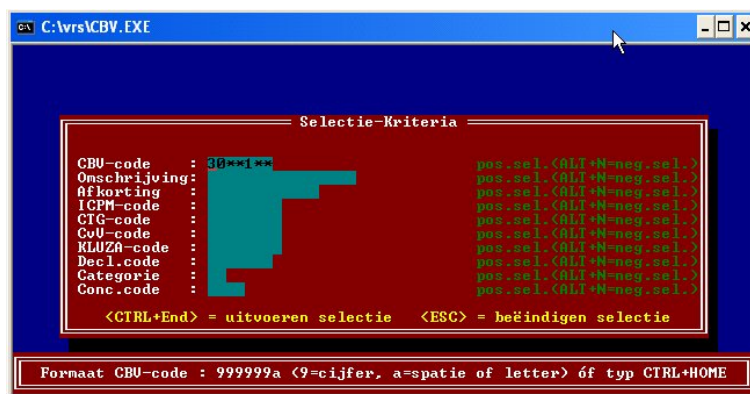 C:\vrs\CBV.EXE
Selectie-Kriteria
CBV-code : 30**1** pos.sel.(ALT+N=neg.sel.)
Omschrijving: pos.sel.(ALT+N=neg.sel.)
Afkorting : pos.sel.(ALT+N=neg.sel.)
ICPM-code : pos.sel.(ALT+N=neg.sel.)
CTG-code : pos.sel.(ALT+N=neg.sel.)
CvV-code : pos.sel.(ALT+N=neg.sel.)
KLUZA-code : pos.sel.(ALT+N=neg.sel.)
Decl.code : pos.sel.(ALT+N=neg.sel.)
Categorie : pos.sel.(ALT+N=neg.sel.)
Conc.code : pos.sel.(ALT+N=neg.sel.)
<CTRL+End> = uitvoeren selectie <ESC> = beëindigen selectie
Formaat CBV-code : 999999a (9=cijfer, a=spatie of letter) óf typ CTRL+HOME